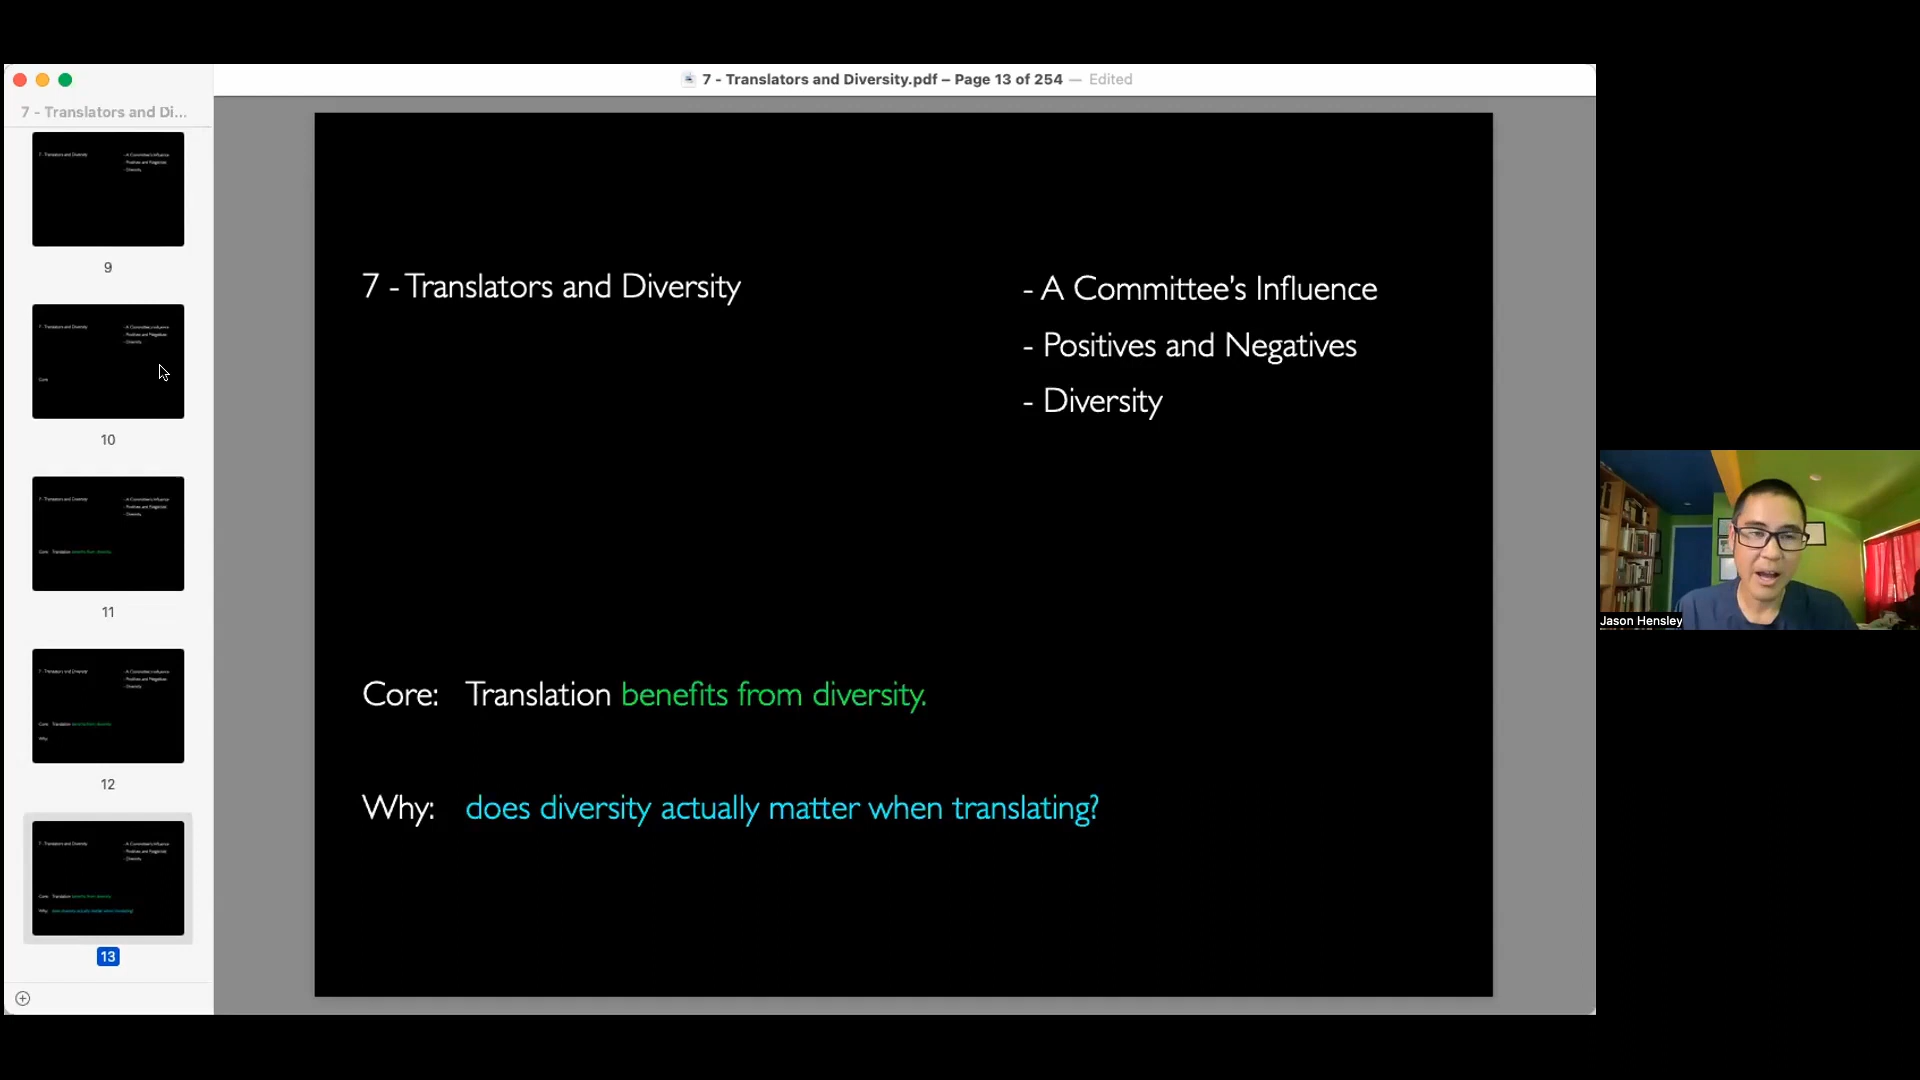 7 - Translators and Diversity.pdf – Page 13 of 254 — Edited
7 - Translators and Di...
9
10
11
12
13
7 - Translators and Diversity
- A Committee's Influence
- Positives and Negatives
- Diversity
Core: Translation benefits from diversity.
Why: does diversity actually matter when translating?
Jason Hensley